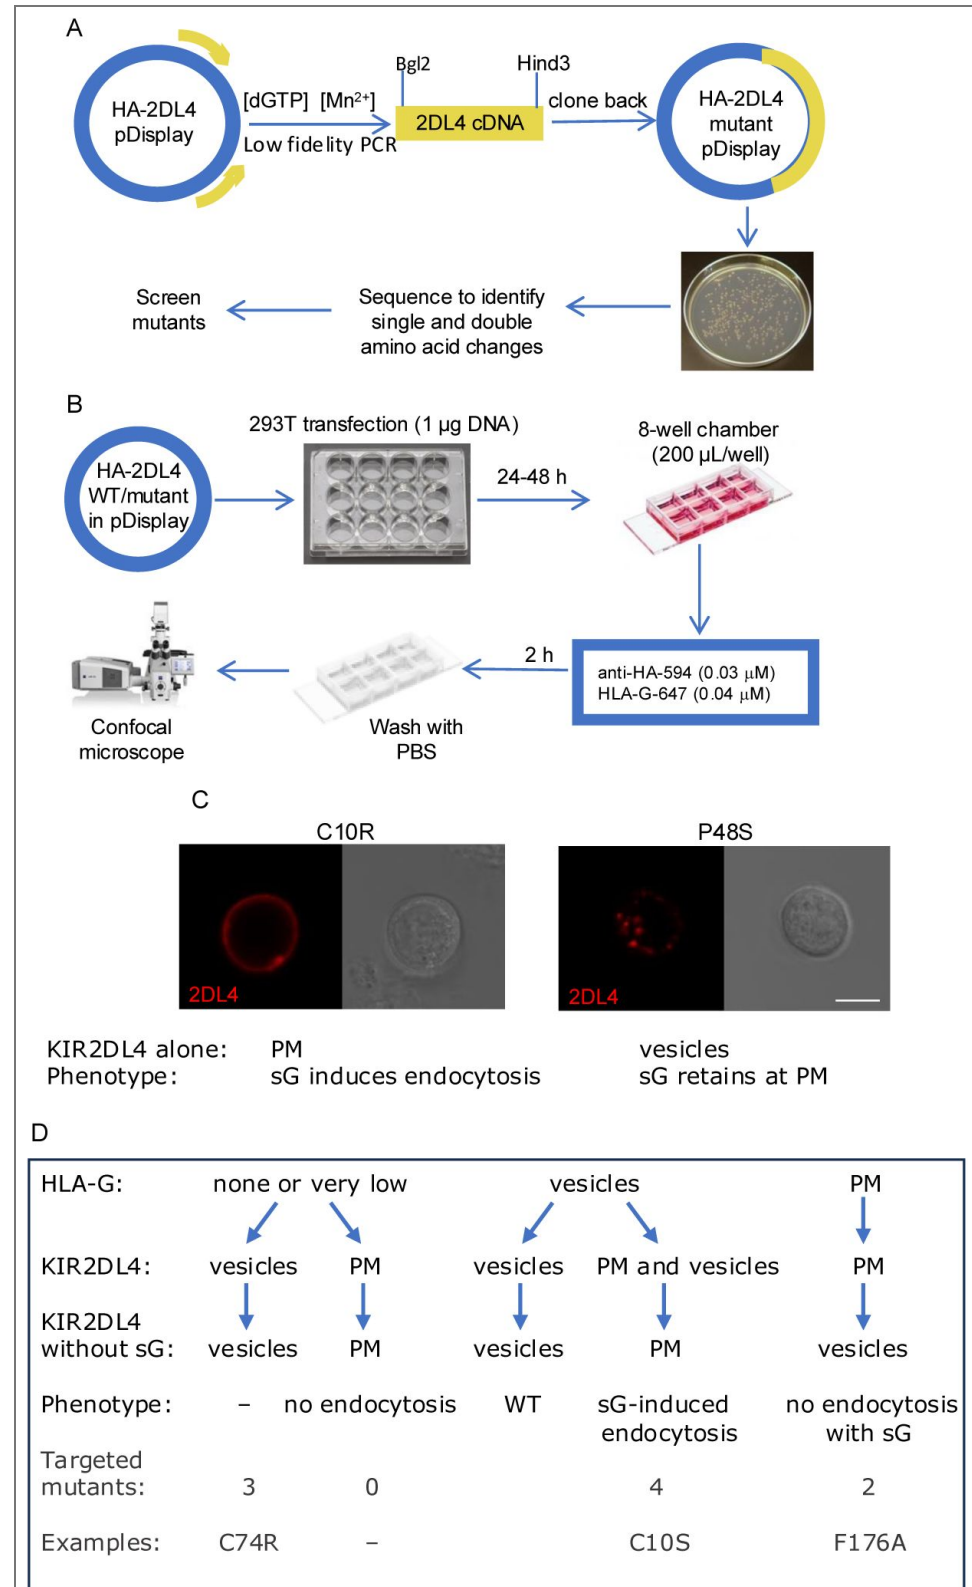 A
HA-2DL4
pDisplay
[dGTP] [Mn²⁺]
Low fidelity PCR
Bgl2
Hind3
2DL4 cDNA
clone back
HA-2DL4
mutant
pDisplay
Screen
mutants
Sequence to identify
single and double
amino acid changes
B
HA-2DL4
WT/mutant
in pDisplay
293T transfection (1 µg DNA)
24-48 h
8-well chamber
(200 µL/well)
anti-HA-594 (0.03 µM)
HLA-G-647 (0.04 µM)
2 h
Wash with
PBS
Confocal
microscope
C
C10R
P48S
2DL4
2DL4
KIR2DL4 alone: PM vesicles
Phenotype: sG induces endocytosis sG retains at PM
D
HLA-G: none or very low vesicles PM
KIR2DL4: vesicles PM vesicles PM and vesicles PM
KIR2DL4
without sG: vesicles PM vesicles PM vesicles
Phenotype: – no endocytosis WT sG-induced no endocytosis
endocytosis with sG
Targeted
mutants: 3 0 4 2
Examples: C74R – C10S F176A